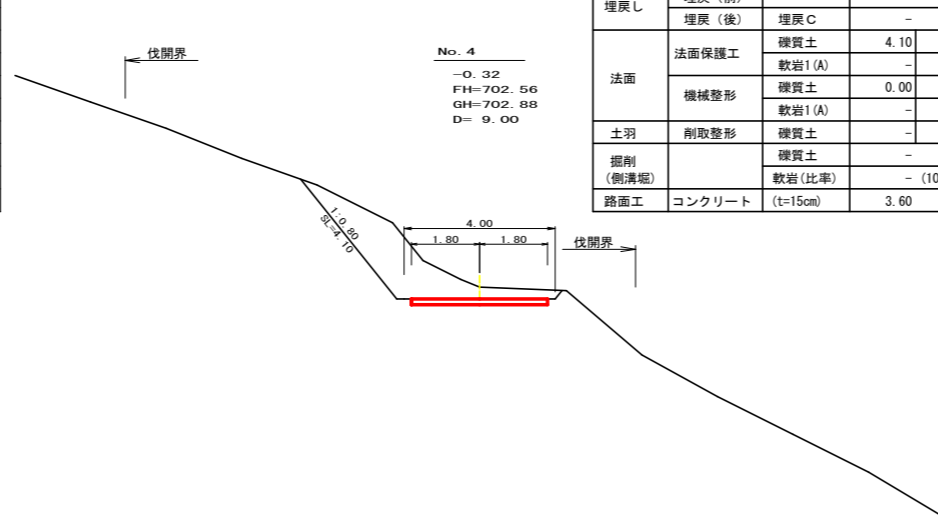 埋戻し
埋戻（後） 埋戻C -
法面 法面保護工 礫質土 4.10
軟岩1(A) -
機械整形 礫質土 0.00
軟岩1(A) -
土羽 削取整形 礫質土 -
掘削
(側溝堀)
礫質土 -
軟岩(比率) - (10
路面工 コンクリート (t=15cm) 3.60
伐開界
No. 4
-0. 32
FH=702. 56
GH=702. 88
D= 9. 00
1:0.80
SL=4.10
4.00
1.80 1.80
伐開界